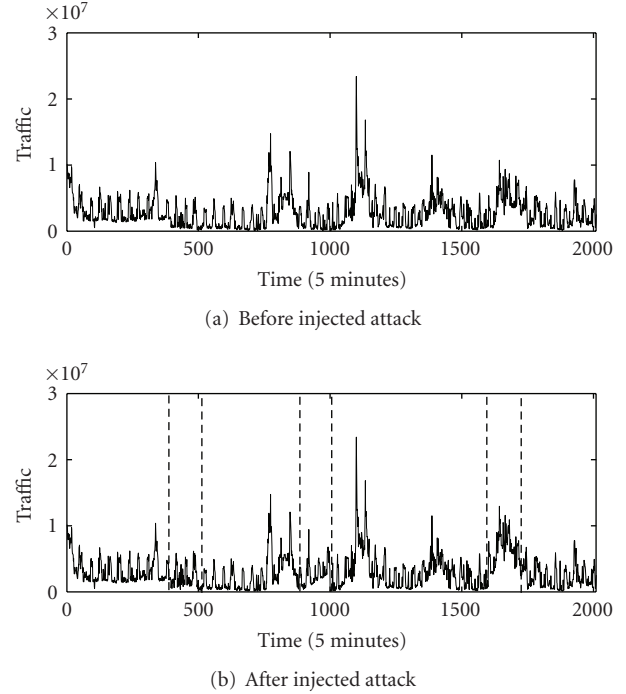 ×10⁷
3
2
1
0
Traffic
0 500 1000 1500 2000
Time (5 minutes)
(a) Before injected attack
×10⁷
3
2
1
0
Traffic
0 500 1000 1500 2000
Time (5 minutes)
(b) After injected attack